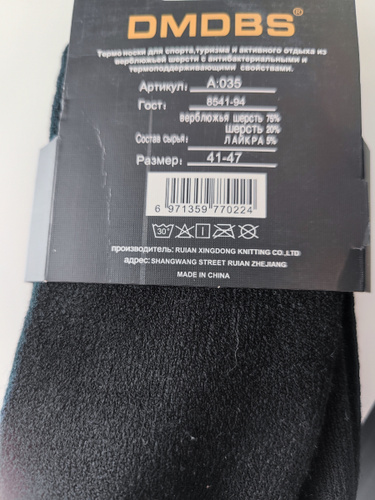 DMDBS®
Термо носки для спорта,туризма и активного отдыха из
верблюжьей шерсти с антибактериальными и
термоподдерживающими свойствами.
Артикул: A:035
Гост: 8541-94
верблюжья шерсть 75%
шерсть 20%
Состав сырья: ЛАЙКРА 5%
Размер: 41-47
6 971359 770224
30
производитель: RUIAN XINGDONG KNITTING CO.,LTD
адрес: SHANGWANG STREET RUIAN ZHEJIANG
MADE IN CHINA